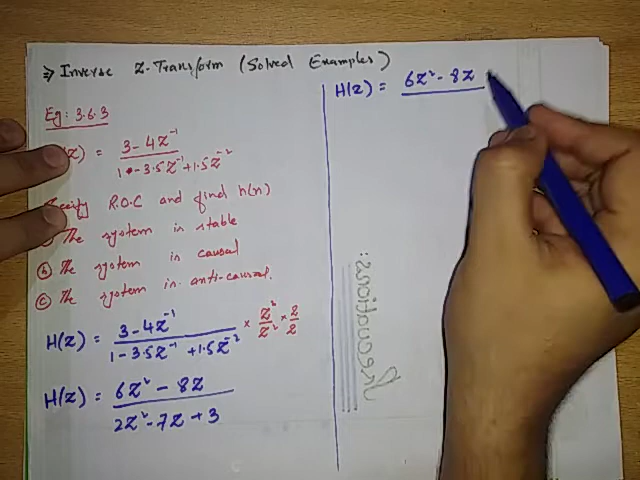 ⇒ Inverse Z-Transform (Solved Examples)
Eg: 3.6.3
(z) = 3-4z⁻¹ / 1-3.5z⁻¹+1.5z⁻²
R.O.C and find h(n)
The system is stable
ⓑ The system is causal
ⓒ The system is anti-causal.
H(z) = 3-4z⁻¹ / 1-3.5z⁻¹+1.5z⁻² × z²/z² × 2/2
H(z) = 6z²-8z / 2z²-7z+3
H(z) = 6z²-8z